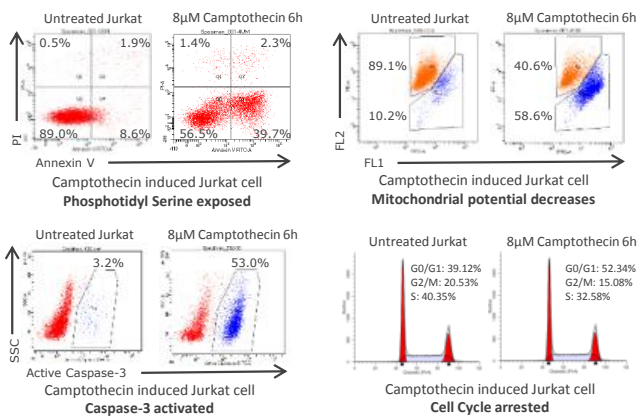 Untreated Jurkat
8μM Camptothecin 6h
0.5%
1.9%
1.4%
2.3%
89.0%
8.6%
56.5%
39.7%
PI
Annexin V
Camptothecin induced Jurkat cell
Phosphotidyl Serine exposed
Untreated Jurkat
8μM Camptothecin 6h
89.1%
40.6%
10.2%
58.6%
FL2
FL1
Camptothecin induced Jurkat cell
Mitochondrial potential decreases
Untreated Jurkat
8μM Camptothecin 6h
3.2%
53.0%
SSC
Active Caspase-3
Camptothecin induced Jurkat cell
Caspase-3 activated
Untreated Jurkat
8μM Camptothecin 6h
G0/G1: 39.12%
G2/M: 20.53%
S: 40.35%
G0/G1: 52.34%
G2/M: 15.08%
S: 32.58%
Camptothecin induced Jurkat cell
Cell Cycle arrested